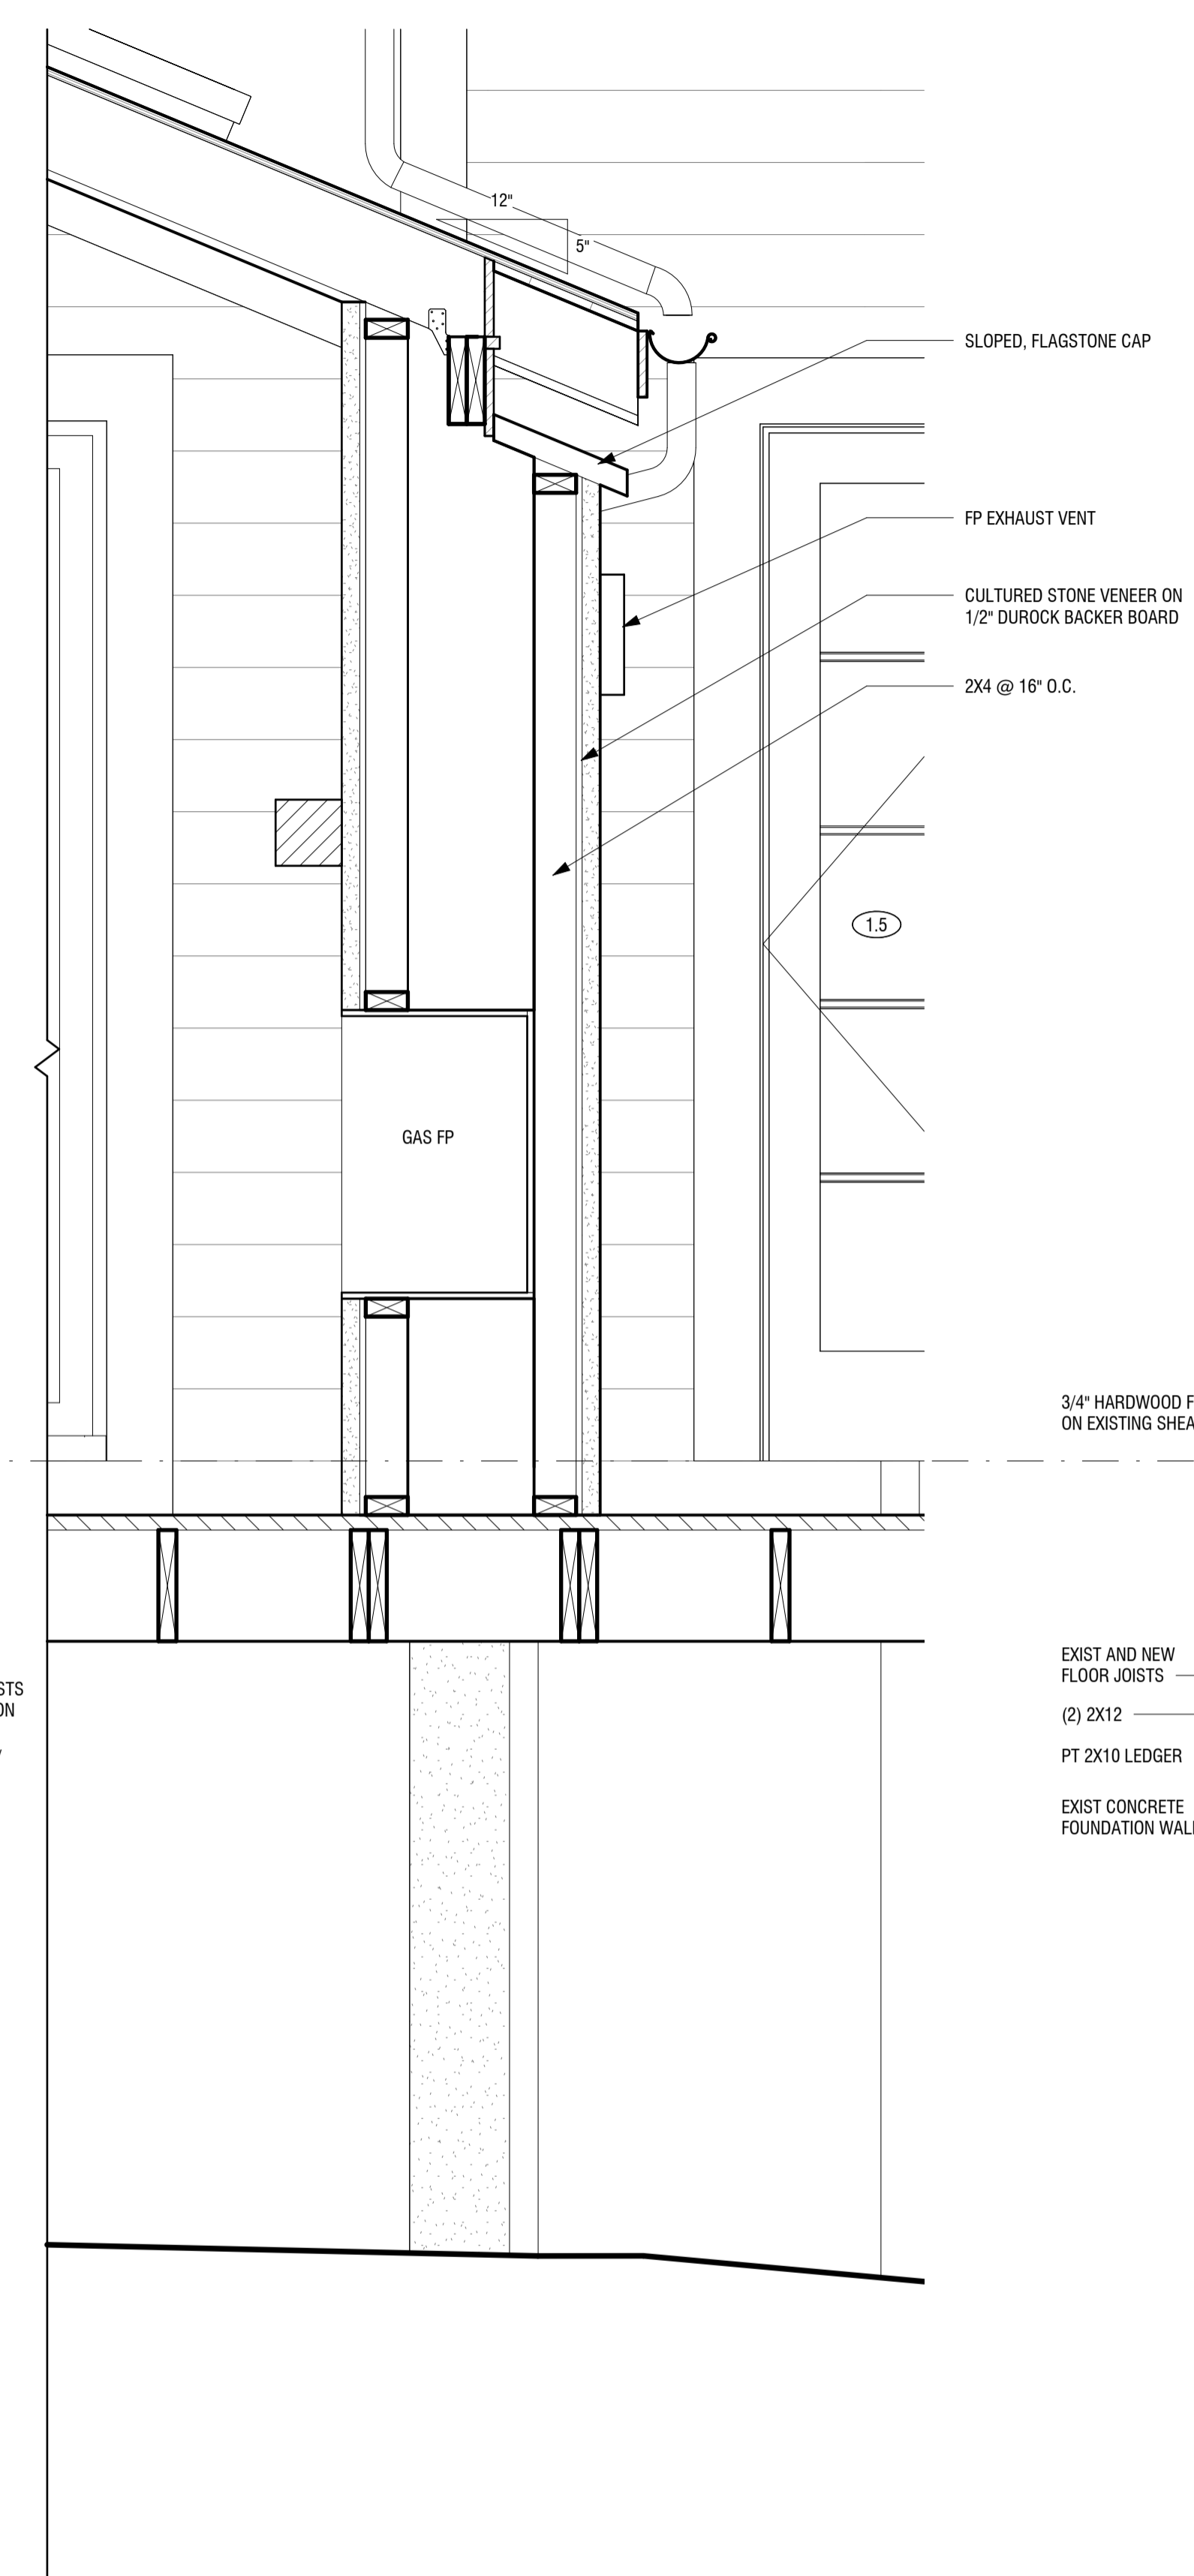 12"
5"
SLOPED, FLAGSTONE CAP
FP EXHAUST VENT
CULTURED STONE VENEER ON
1/2" DUROCK BACKER BOARD
2X4 @ 16" O.C.
1.5
GAS FP
3/4" HARDWOOD F
ON EXISTING SHEA
EXIST AND NEW
FLOOR JOISTS
(2) 2X12
PT 2X10 LEDGER
EXIST CONCRETE
FOUNDATION WALL
STS
ON